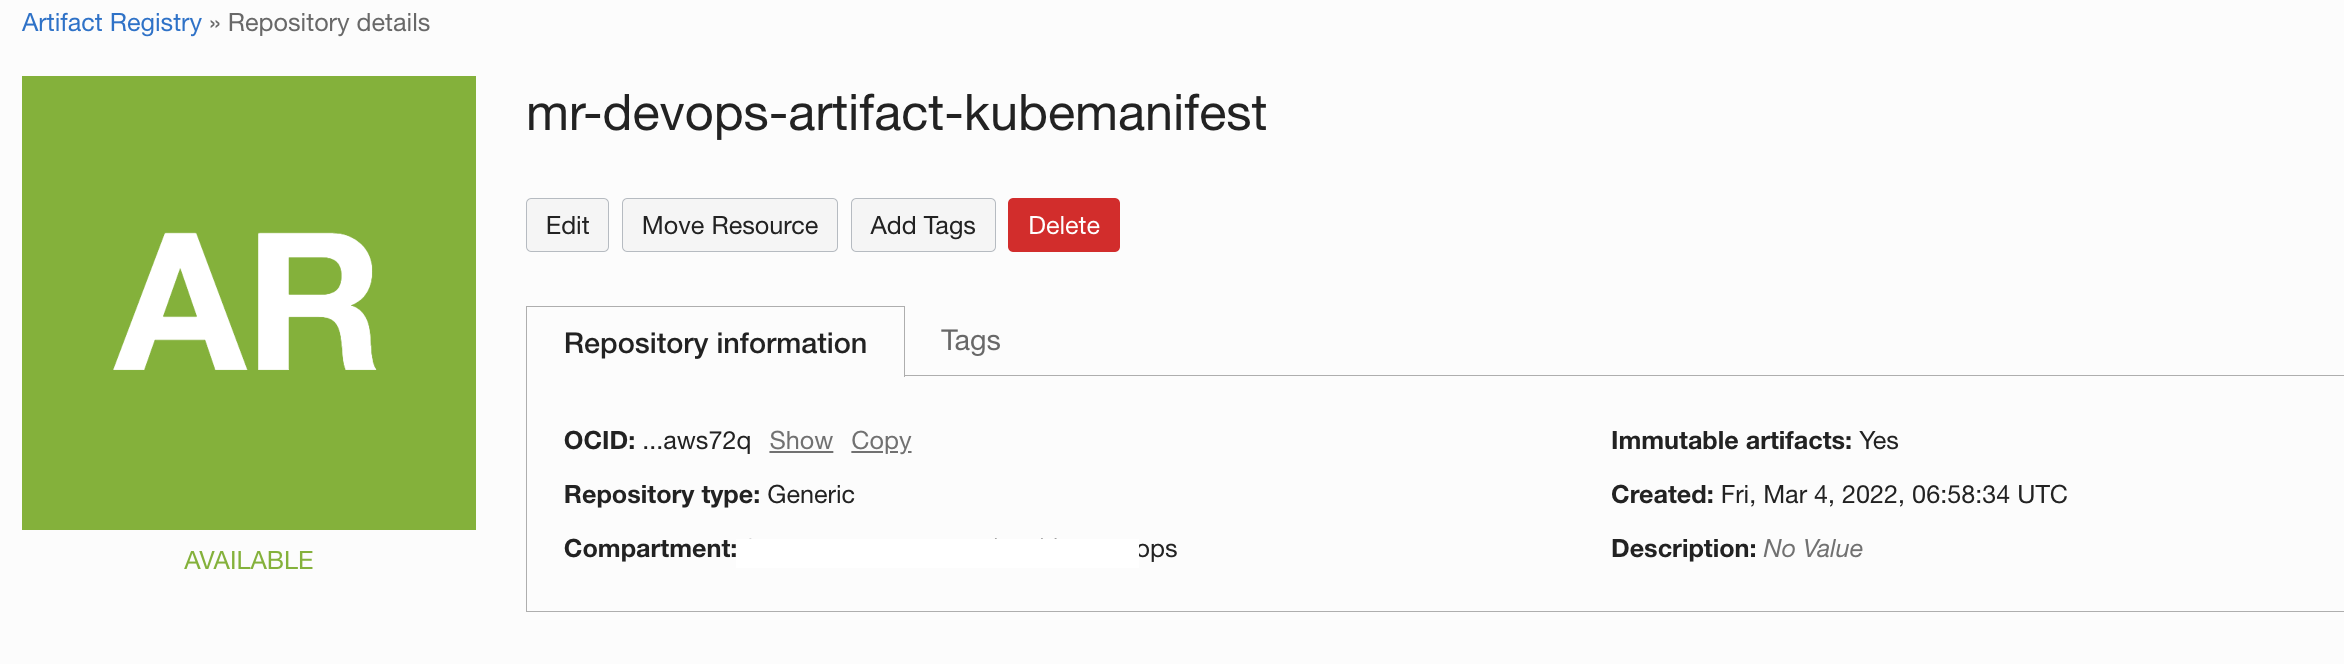 Artifact Registry » Repository details
AR
AVAILABLE
mr-devops-artifact-kubemanifest
Edit Move Resource Add Tags Delete
Repository information Tags
OCID: ...aws72q Show Copy
Repository type: Generic
Compartment: ops
Immutable artifacts: Yes
Created: Fri, Mar 4, 2022, 06:58:34 UTC
Description: No Value